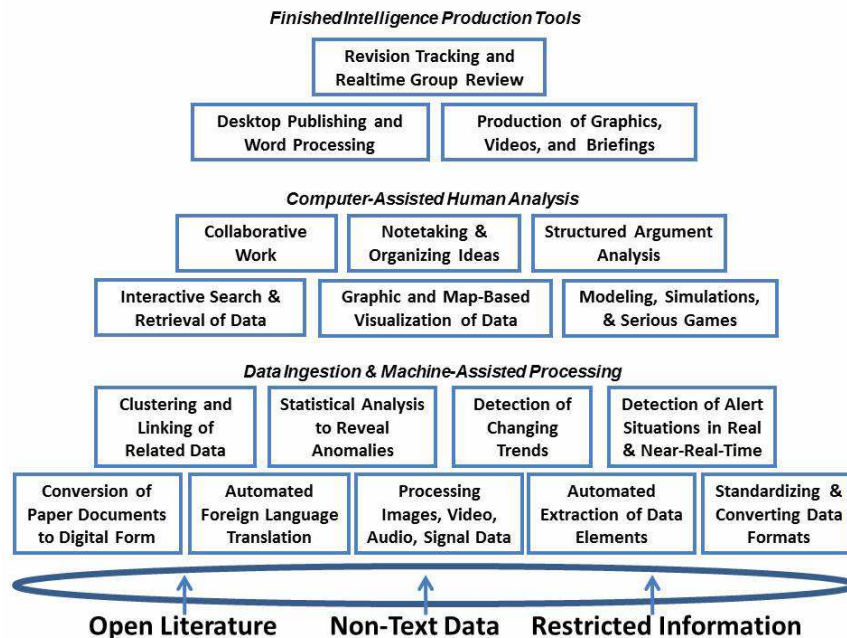 Finished Intelligence Production Tools
Revision Tracking and
Realtime Group Review
Desktop Publishing and
Word Processing
Production of Graphics,
Videos, and Briefings
Computer-Assisted Human Analysis
Collaborative
Work
Notetaking &
Organizing Ideas
Structured Argument
Analysis
Interactive Search &
Retrieval of Data
Graphic and Map-Based
Visualization of Data
Modeling, Simulations,
& Serious Games
Data Ingestion & Machine-Assisted Processing
Clustering and
Linking of
Related Data
Statistical Analysis
to Reveal
Anomalies
Detection of
Changing
Trends
Detection of Alert
Situations in Real
& Near-Real-Time
Conversion of
Paper Documents
to Digital Form
Automated
Foreign Language
Translation
Processing
Images, Video,
Audio, Signal Data
Automated
Extraction of Data
Elements
Standardizing &
Converting Data
Formats
Open Literature
Non-Text Data
Restricted Information